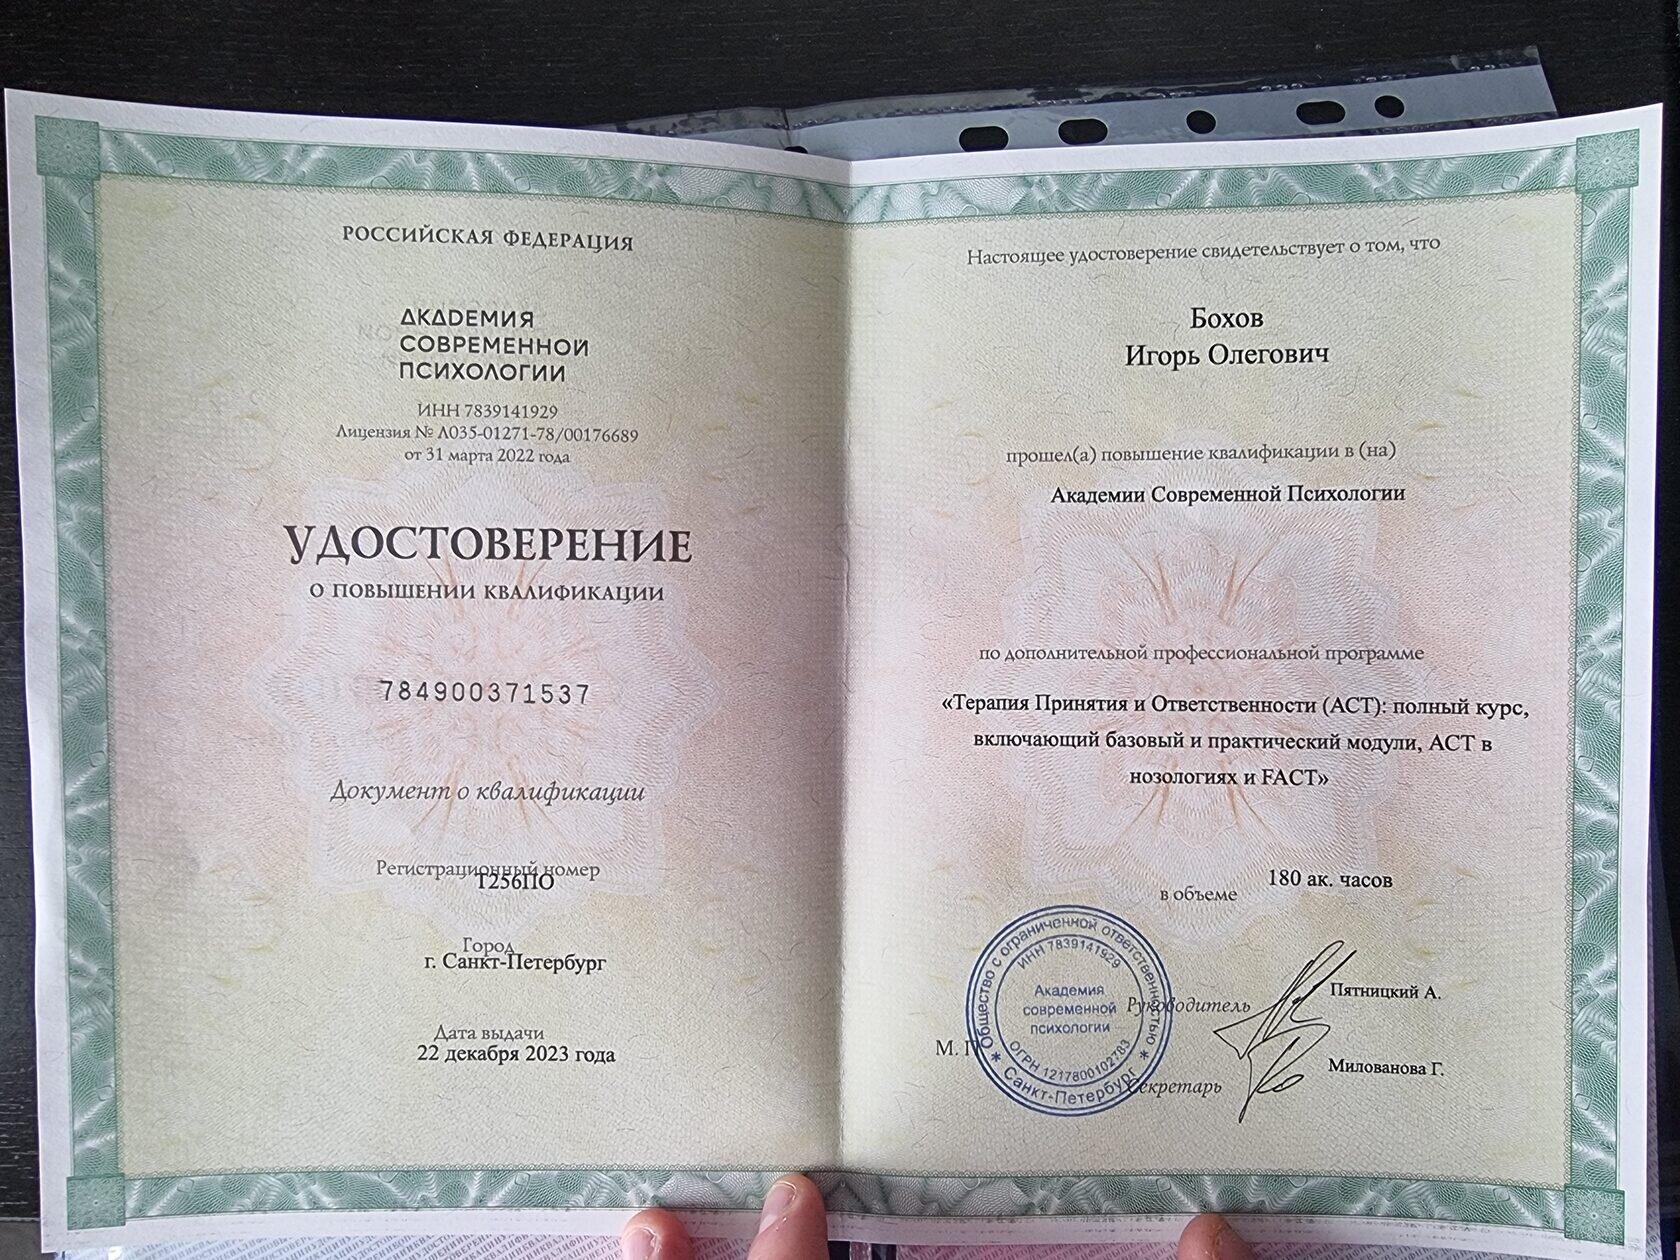 РОССИЙСКАЯ ФЕДЕРАЦИЯ
АКАДЕМИЯ
СОВРЕМЕННОЙ
ПСИХОЛОГИИ
ИНН 7839141929
Лицензия № Л035-01271-78/00176689
от 31 марта 2022 года
УДОСТОВЕРЕНИЕ
О ПОВЫШЕНИИ КВАЛИФИКАЦИИ
784900371537
Документ о квалификации
Регистрационный номер
Т256ПО
Город
г. Санкт-Петербург
Дата выдачи
22 декабря 2023 года
Настоящее удостоверение свидетельствует о том, что
Бохов
Игорь Олегович
прошел(а) повышение квалификации в (на)
Академии Современной Психологии
по дополнительной профессиональной программе
«Терапия Принятия и Ответственности (АСТ): полный курс,
включающий базовый и практический модули, АСТ в
нозологиях и FACT»
в объеме
180 ак. часов
Руководитель
Пятницкий А.
М. П.
Секретарь
Милованова Г.
Общество с ограниченной ответственностью
ИНН 7839141929
Академия
современной
психологии
ОГРН 1217800102783
* Санкт-Петербург *